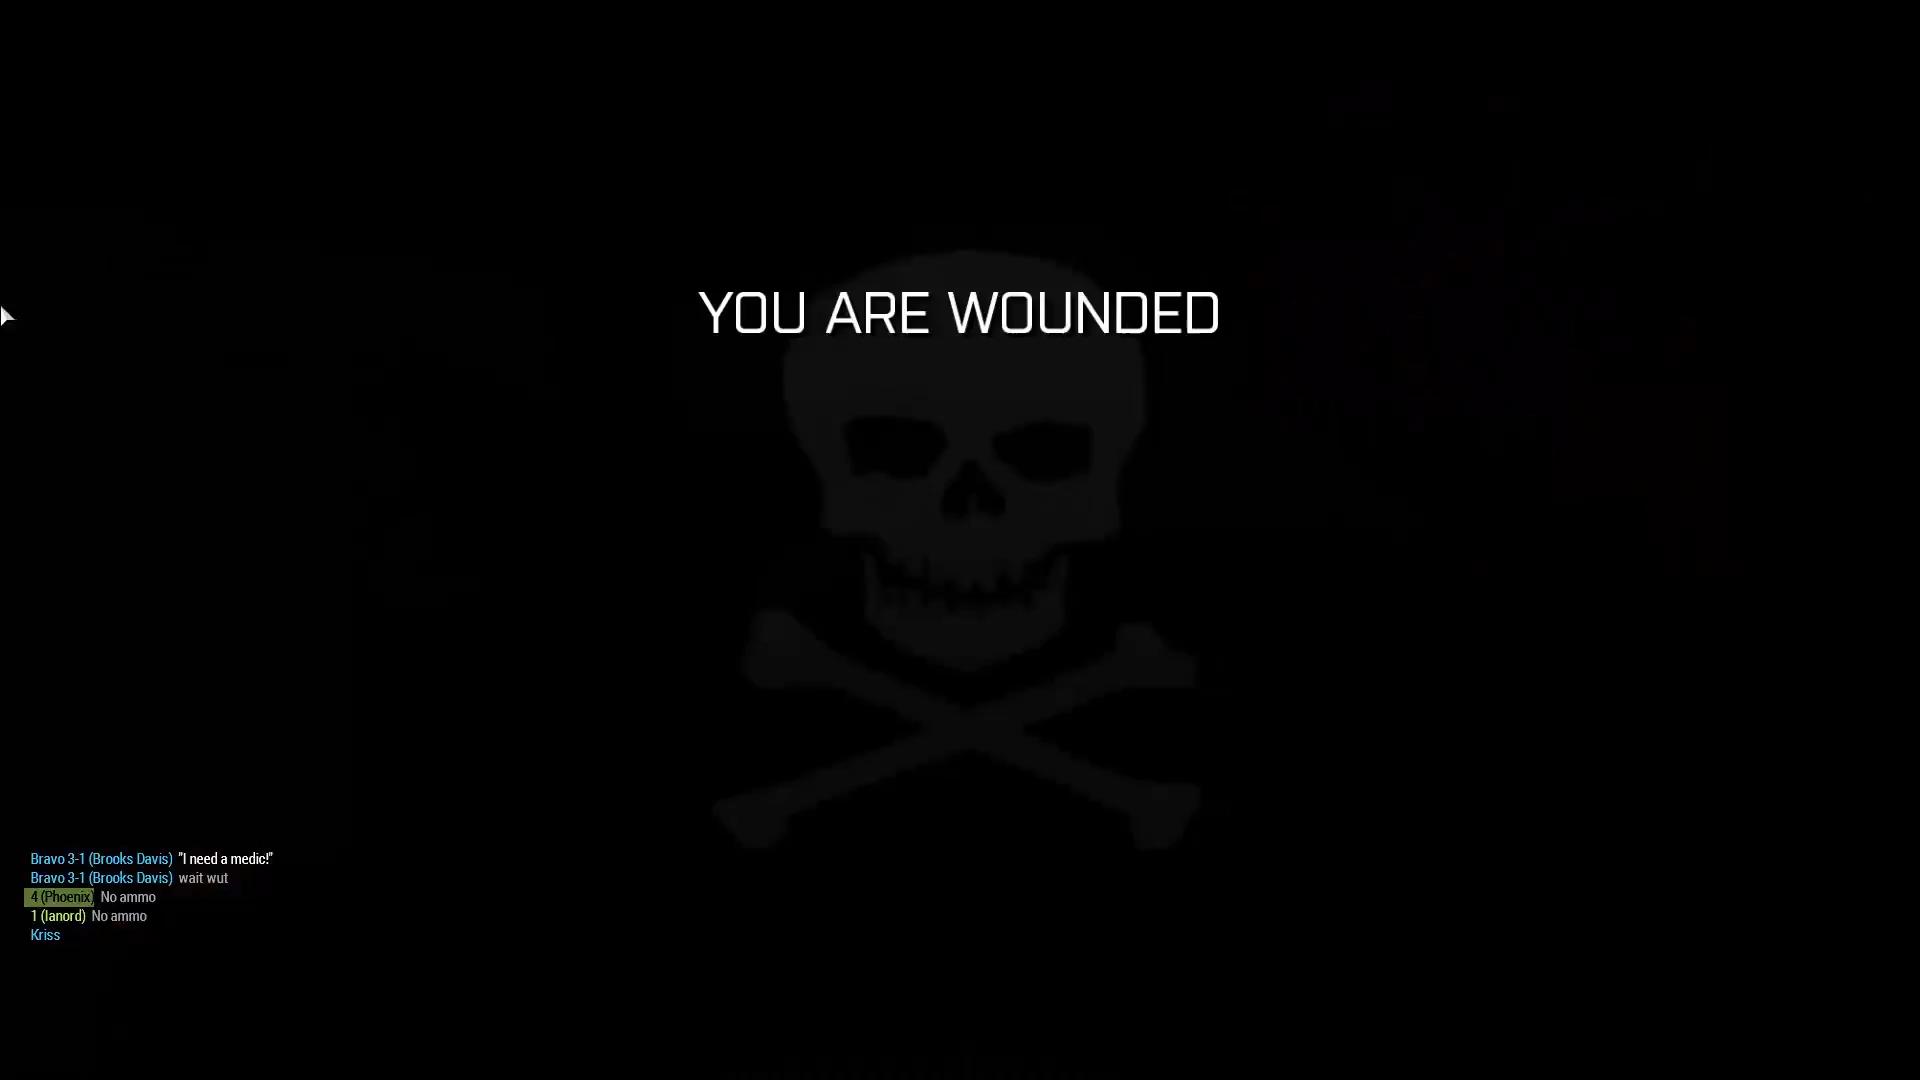 YOU ARE WOUNDED
Bravo 3-1 (Brooks Davis) "I need a medic!"
Bravo 3-1 (Brooks Davis) wait wut
4 (Phoenix) No ammo
1 (lanord) No ammo
Kriss